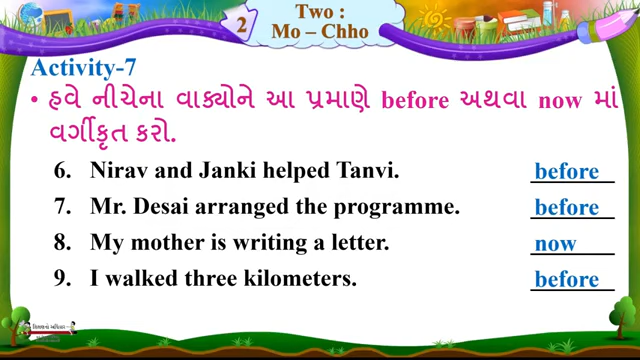 2
Two :
Mo – Chho
Activity-7
• હવે નીચેના વાક્યોને આ પ્રમાણે before અથવા now માં
વર્ગીકૃત કરો.
6. Nirav and Janki helped Tanvi. before
7. Mr. Desai arranged the programme. before
8. My mother is writing a letter. now
9. I walked three kilometers. before